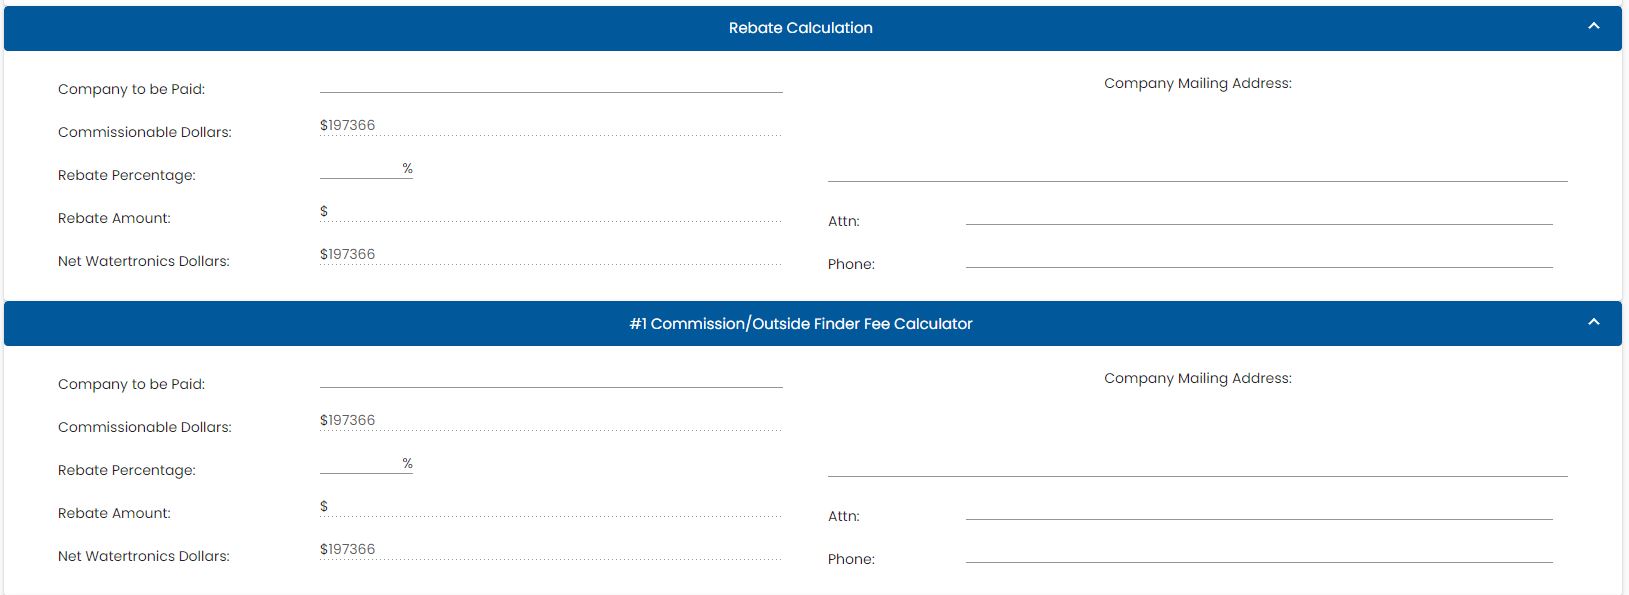 Rebate Calculation
Company to be Paid:
Company Mailing Address:
Commissionable Dollars: $197366
Rebate Percentage: %
Rebate Amount: $
Attn:
Net Watertronics Dollars: $197366
Phone:
#1 Commission/Outside Finder Fee Calculator
Company to be Paid:
Company Mailing Address:
Commissionable Dollars: $197366
Rebate Percentage: %
Rebate Amount: $
Attn:
Net Watertronics Dollars: $197366
Phone: